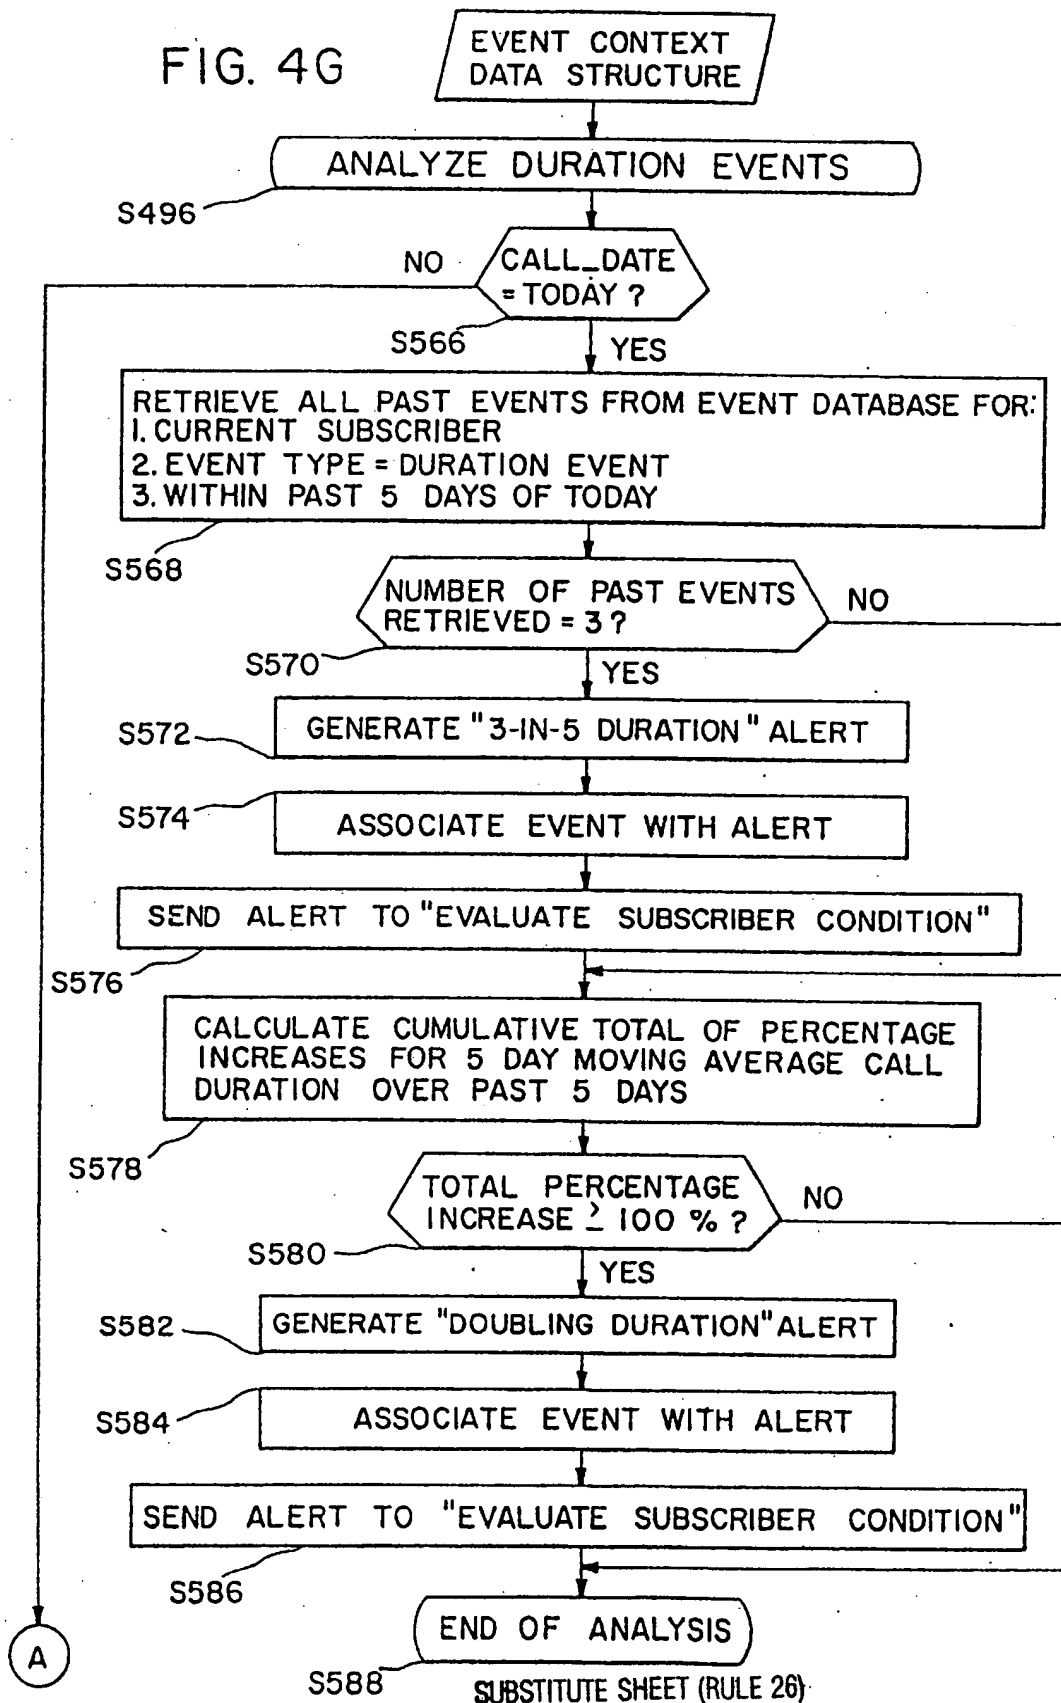 FIG. 4G
EVENT CONTEXT
DATA STRUCTURE
ANALYZE DURATION EVENTS
S496
CALL_DATE
= TODAY ?
NO
S566
YES
RETRIEVE ALL PAST EVENTS FROM EVENT DATABASE FOR:
1. CURRENT SUBSCRIBER
2. EVENT TYPE = DURATION EVENT
3. WITHIN PAST 5 DAYS OF TODAY
S568
NUMBER OF PAST EVENTS
RETRIEVED = 3 ?
NO
S570
YES
S572
GENERATE "3-IN-5 DURATION" ALERT
S574
ASSOCIATE EVENT WITH ALERT
SEND ALERT TO "EVALUATE SUBSCRIBER CONDITION"
S576
CALCULATE CUMULATIVE TOTAL OF PERCENTAGE
INCREASES FOR 5 DAY MOVING AVERAGE CALL
DURATION OVER PAST 5 DAYS
S578
TOTAL PERCENTAGE
INCREASE ≥ 100 % ?
NO
S580
YES
S582
GENERATE "DOUBLING DURATION" ALERT
S584
ASSOCIATE EVENT WITH ALERT
SEND ALERT TO "EVALUATE SUBSCRIBER CONDITION"
S586
END OF ANALYSIS
A
S588
SUBSTITUTE SHEET (RULE 26)